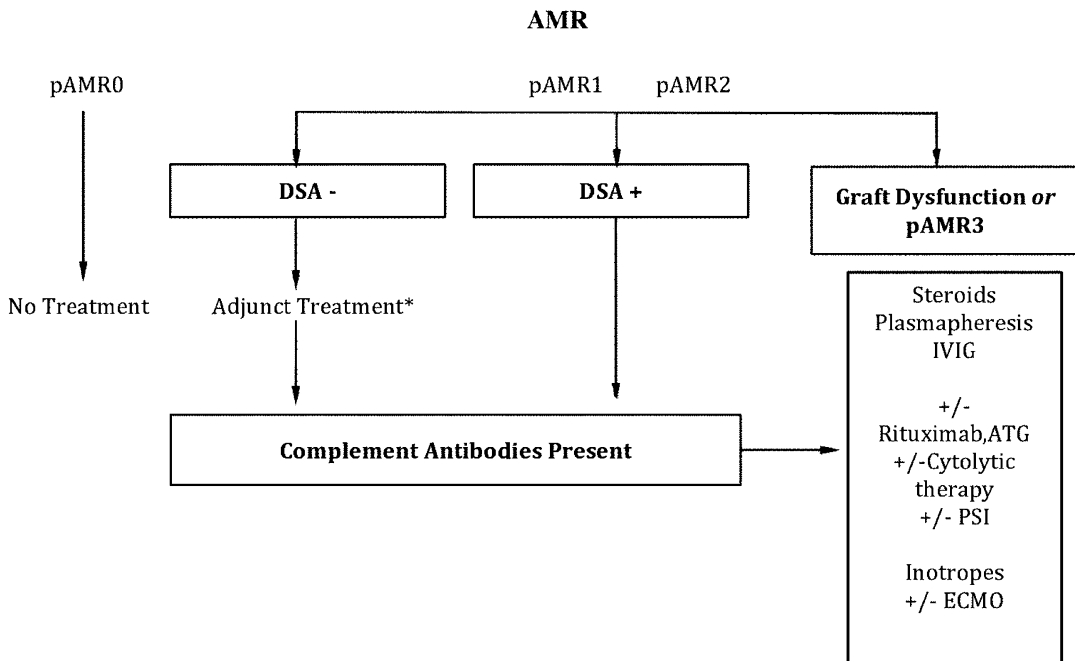 AMR
pAMR0
pAMR1
pAMR2
DSA -
DSA +
Graft Dysfunction or
pAMR3
No Treatment
Adjunct Treatment*
Complement Antibodies Present
Steroids
Plasmapheresis
IVIG
+/-
Rituximab,ATG
+/-Cytolytic
therapy
+/- PSI
Inotropes
+/- ECMO